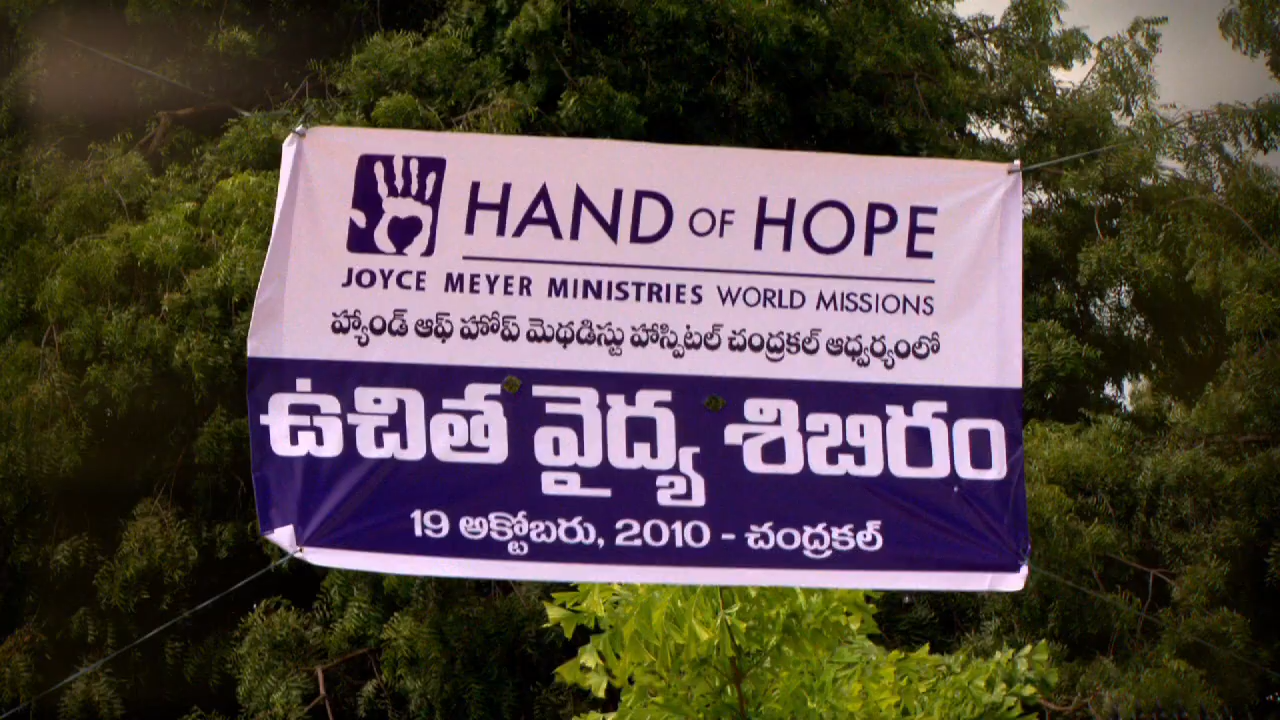 HAND OF HOPE
JOYCE MEYER MINISTRIES WORLD MISSIONS
హ్యాండ్ ఆఫ్ హోప్ మెథడిస్టు హాస్పిటల్ చంద్రకల్ ఆధ్వర్యంలో
ఉచిత వైద్య శిబిరం
19 అక్టోబరు, 2010 - చంద్రకల్